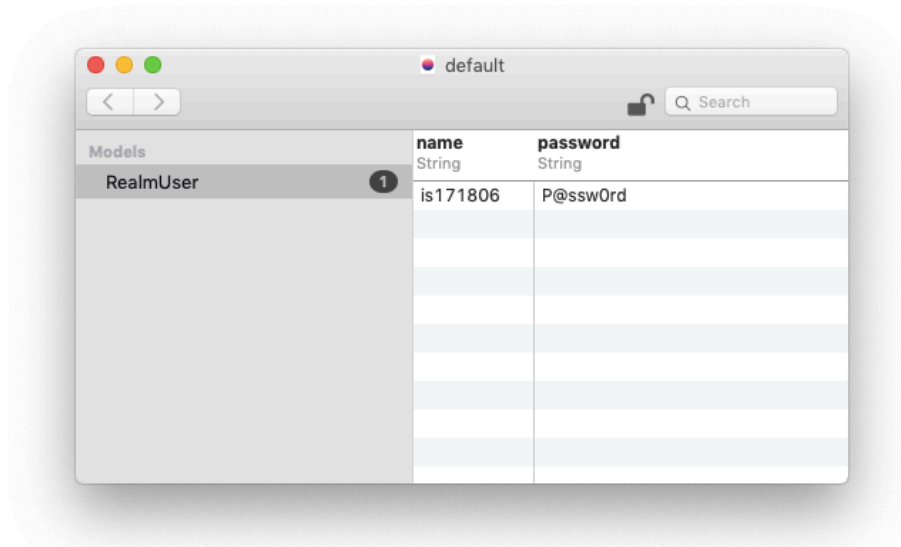 default
Search
Models
RealmUser 1
name password
String String
is171806 P@ssw0rd